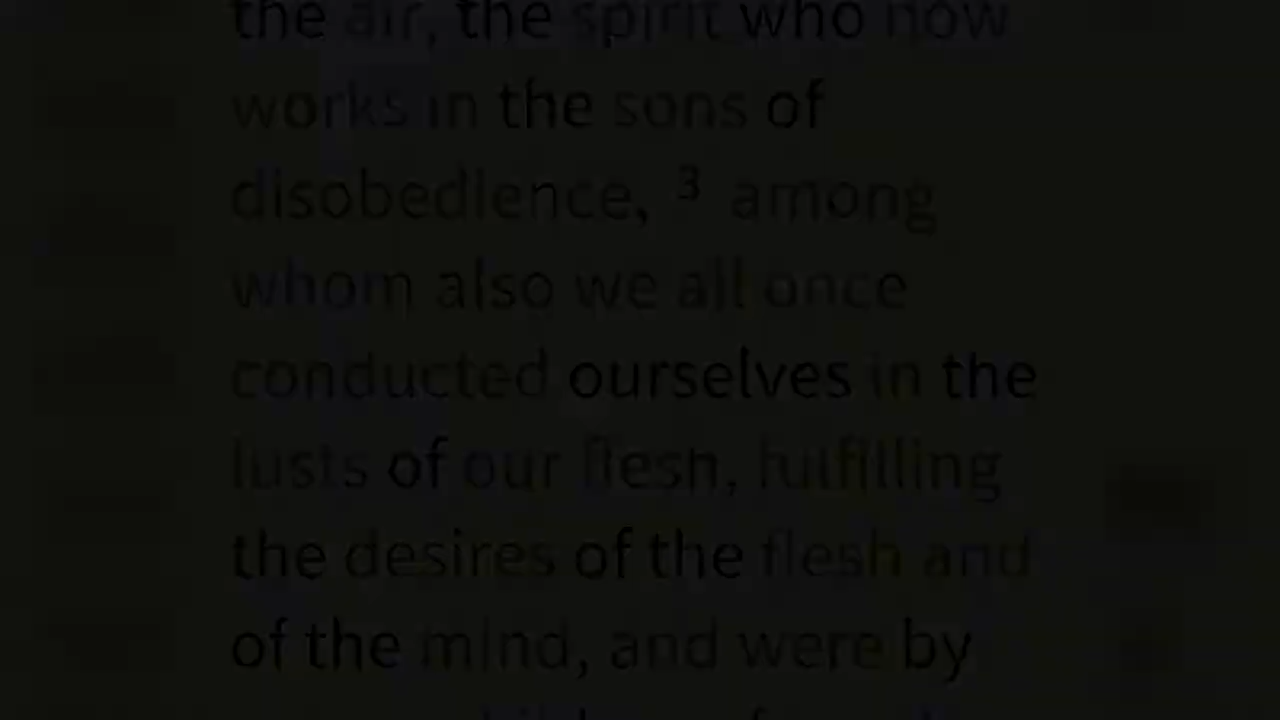 the air, the spirit who now
works in the sons of
disobedience, ³ among
whom also we all once
conducted ourselves in the
lusts of our flesh, fulfilling
the desires of the flesh and
of the mind, and were by